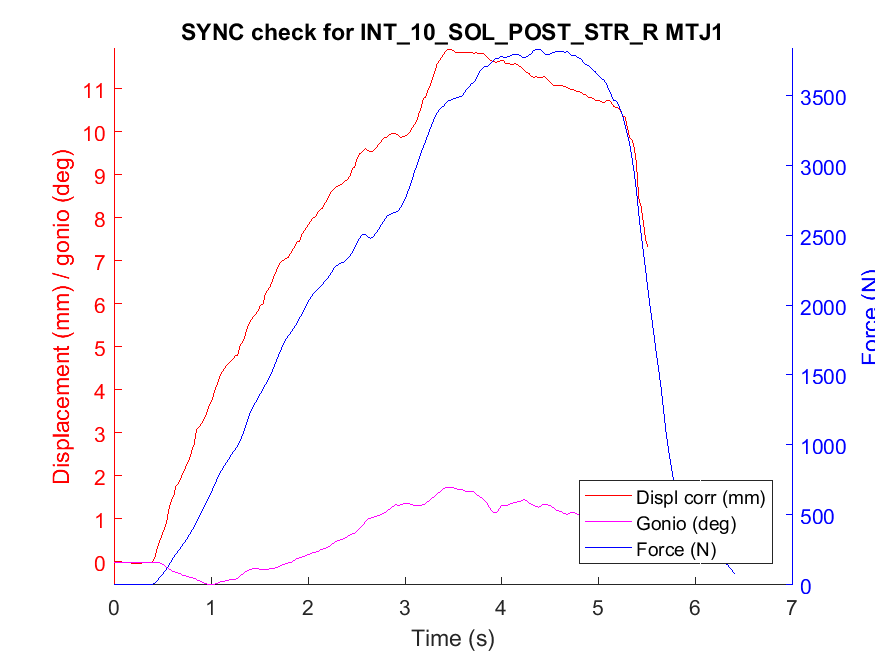 SYNC check for INT_10_SOL_POST_STR_R MTJ1
Displacement (mm) / gonio (deg)
11
10
9
8
7
6
5
4
3
2
1
0
3500
3000
2500
2000
1500
1000
500
0
Force (N)
Displ corr (mm)
Gonio (deg)
Force (N)
0 1 2 3 4 5 6 7
Time (s)